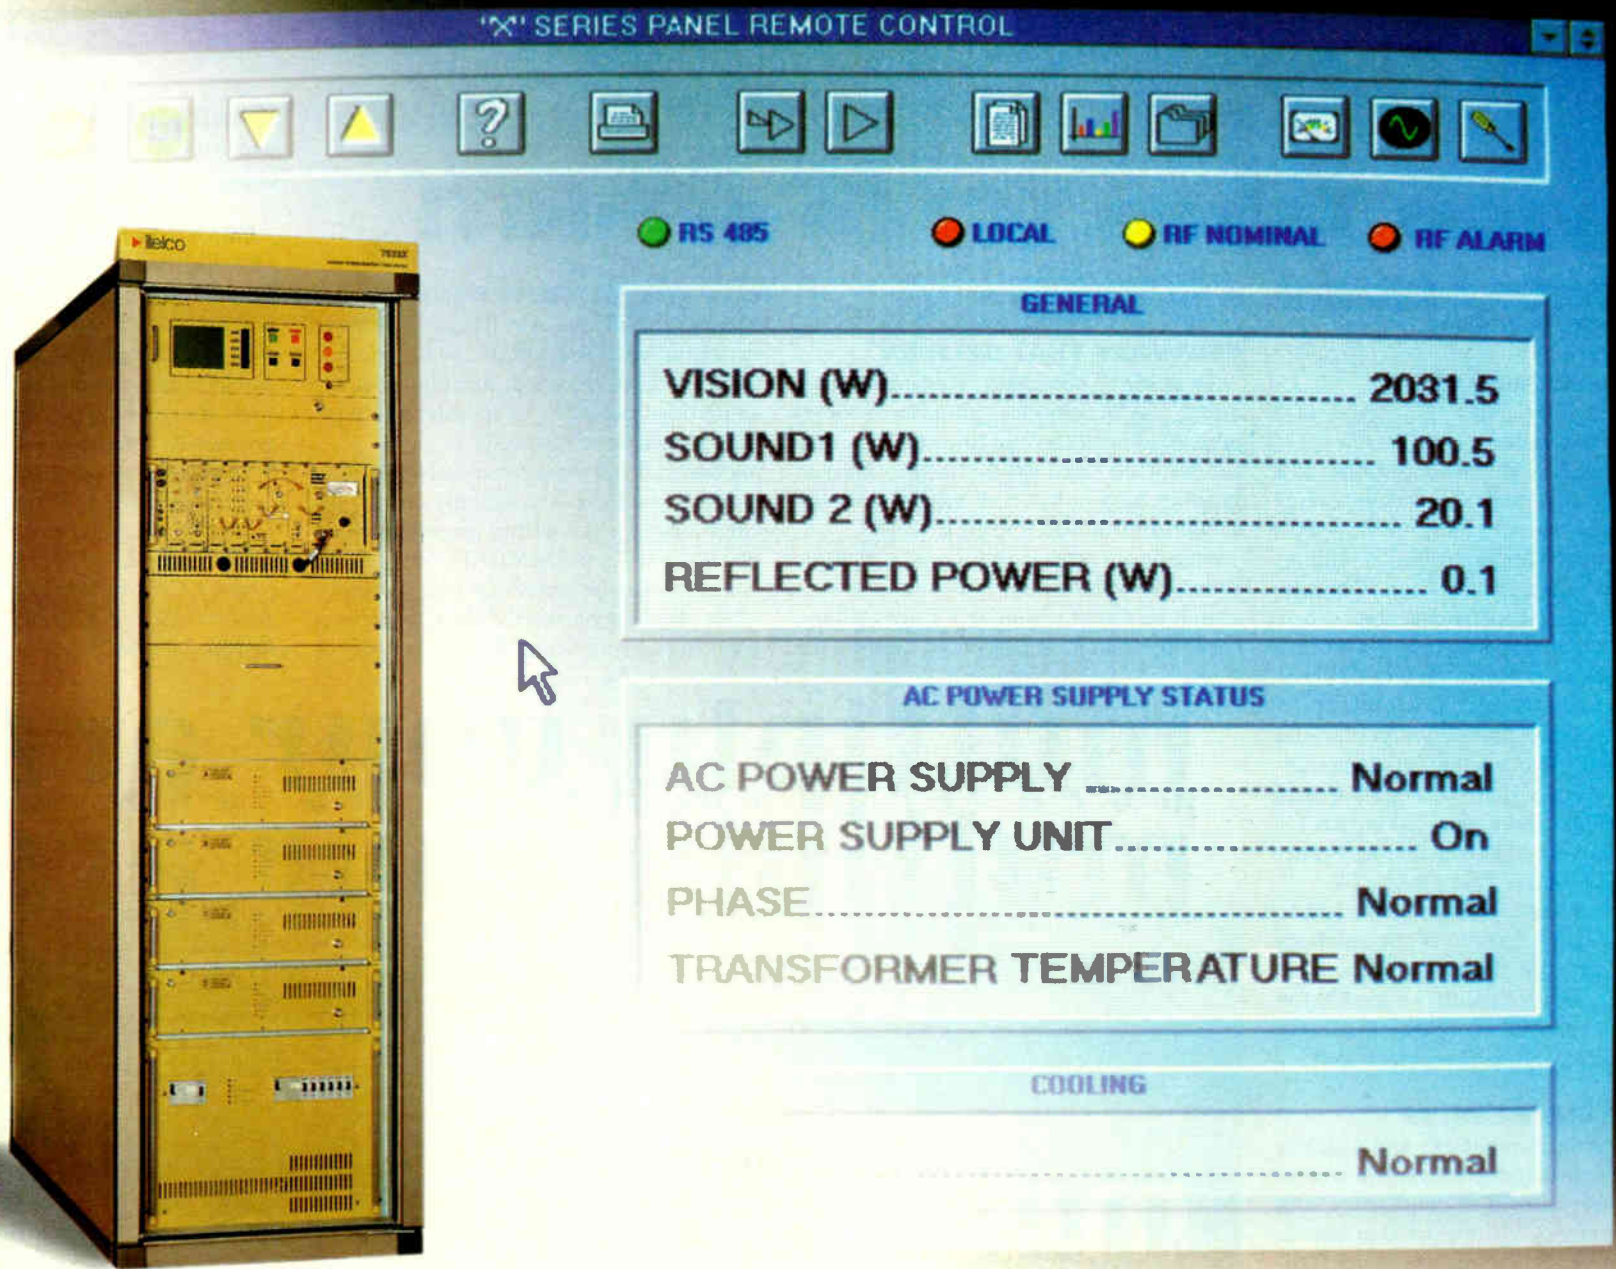 "X" SERIES PANEL REMOTE CONTROL
RS 485
LOCAL
RF NOMINAL
RF ALARM
Itelco
GENERAL
VISION (W)........ 2031.5
SOUND1 (W)........ 100.5
SOUND 2 (W)........ 20.1
REFLECTED POWER (W)........ 0.1
AC POWER SUPPLY STATUS
AC POWER SUPPLY ........ Normal
POWER SUPPLY UNIT........ On
PHASE........ Normal
TRANSFORMER TEMPERATURE Normal
COOLING
........ Normal